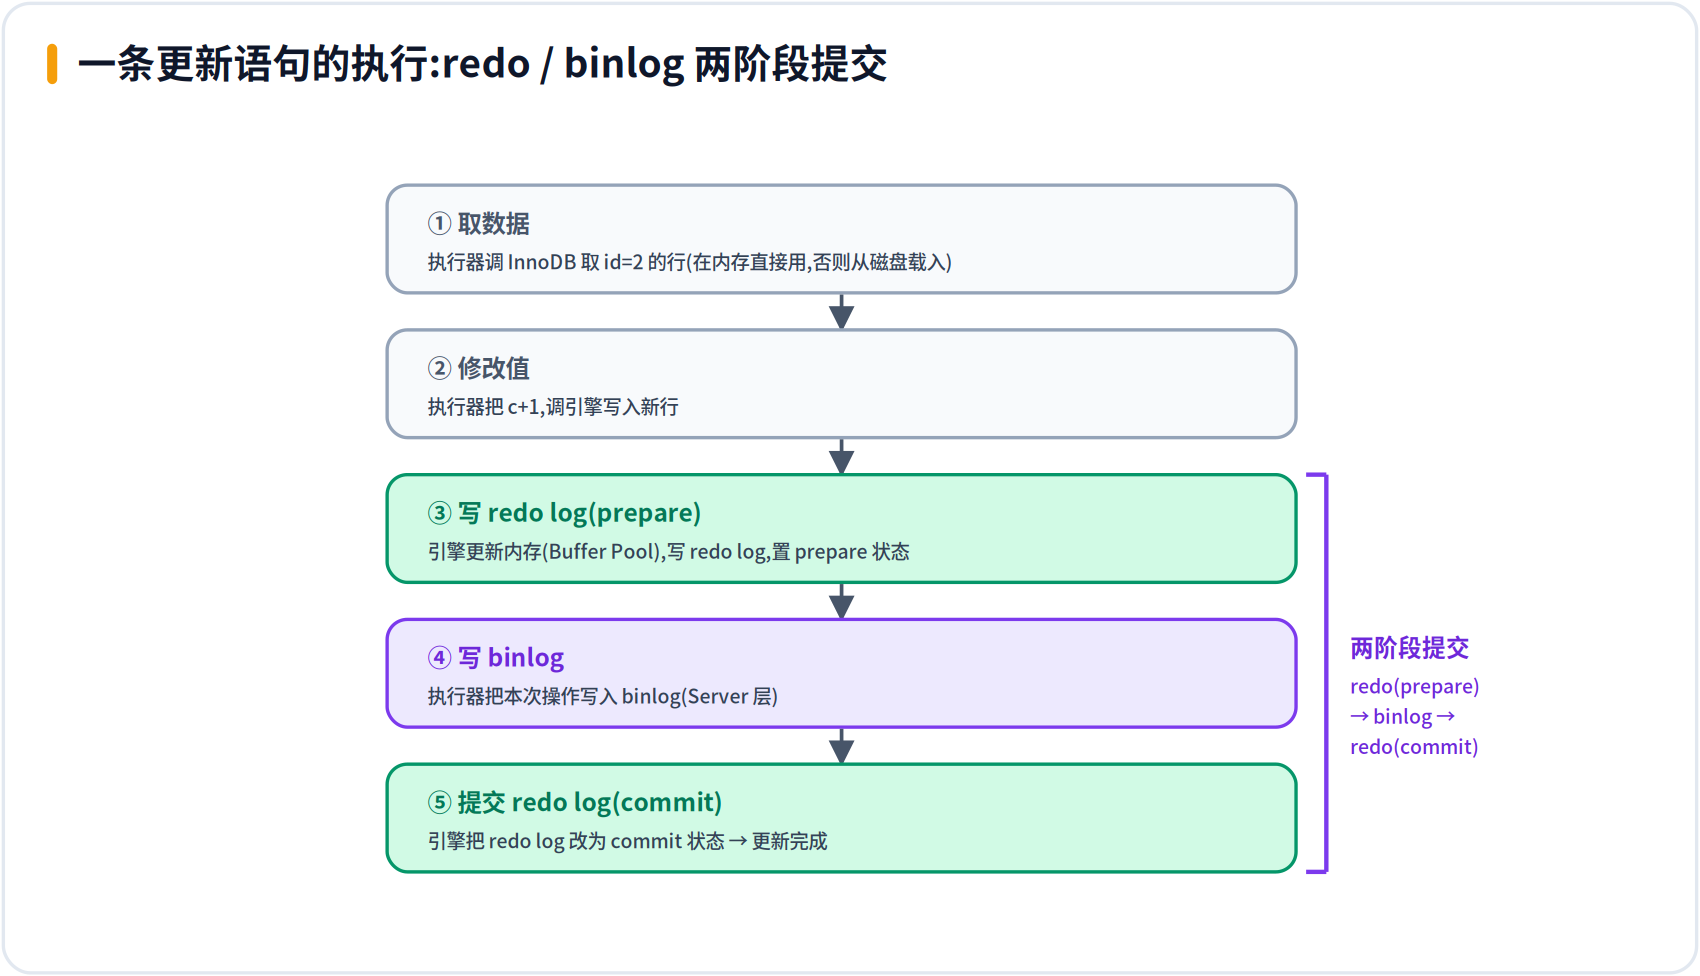 一条更新语句的执行:redo / binlog 两阶段提交
① 取数据
执行器调 InnoDB 取 id=2 的行(在内存直接用,否则从磁盘载入)
② 修改值
执行器把 c+1,调引擎写入新行
③ 写 redo log(prepare)
引擎更新内存(Buffer Pool),写 redo log,置 prepare 状态
④ 写 binlog
执行器把本次操作写入 binlog(Server 层)
⑤ 提交 redo log(commit)
引擎把 redo log 改为 commit 状态 → 更新完成
两阶段提交
redo(prepare)
→ binlog →
redo(commit)